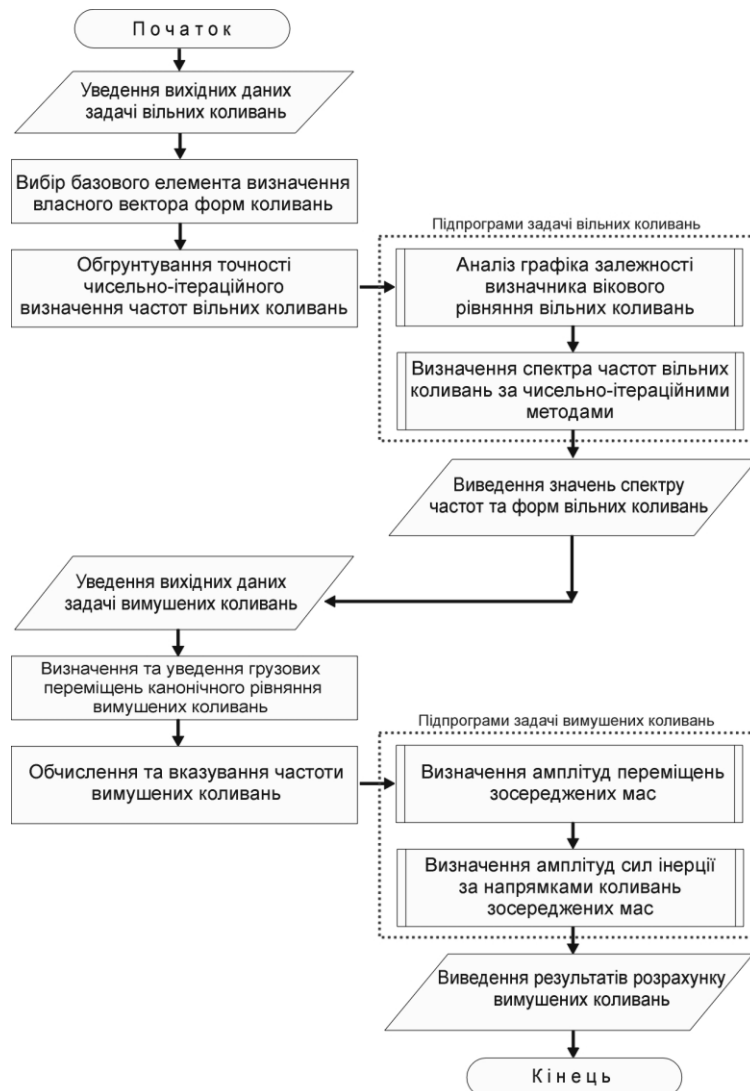 Початок
Уведення вихідних даних
задачі вільних коливань
Вибір базового елемента визначення
власного вектора форм коливань
Обгрунтування точності
чисельно-ітераційного
визначення частот вільних коливань
Підпрограми задачі вільних коливань
Аналіз графіка залежності
визначника вікового
рівняння вільних коливань
Визначення спектра частот вільних
коливань за чисельно-ітераційними
методами
Виведення значень спектру
частот та форм вільних коливань
Уведення вихідних даних
задачі вимушених коливань
Визначення та уведення грузових
переміщень канонічного рівняння
вимушених коливань
Обчислення та вказування частоти
вимушених коливань
Підпрограми задачі вимушених коливань
Визначення амплітуд переміщень
зосереджених мас
Визначення амплітуд сил інерції
за напрямками коливань
зосереджених мас
Виведення результатів розрахунку
вимушених коливань
Кінець